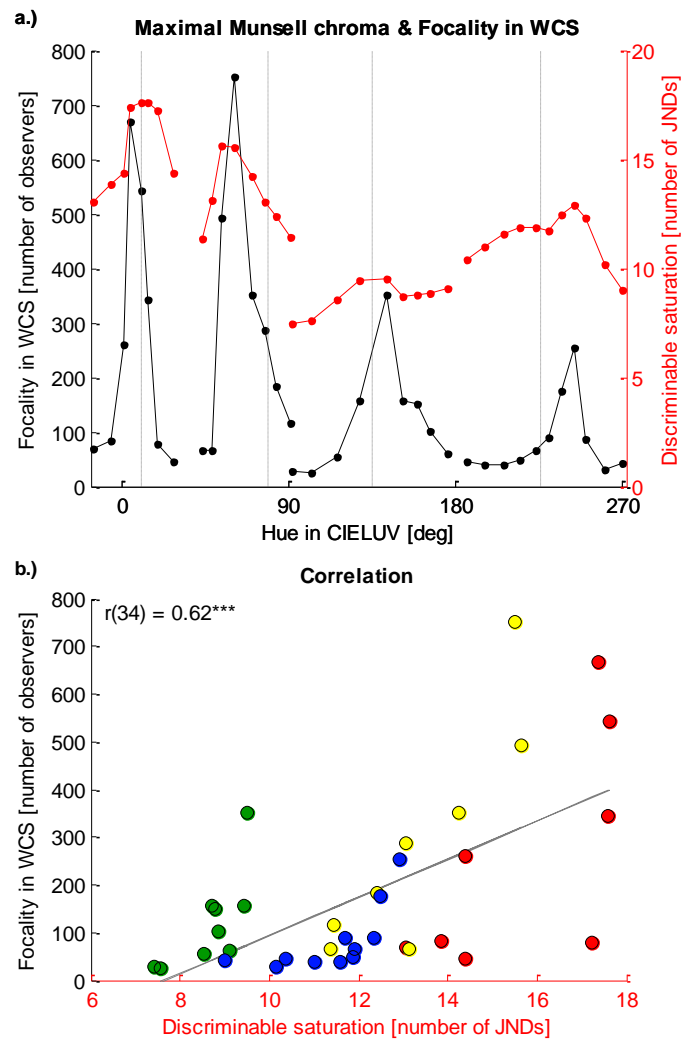 a.)
Maximal Munsell chroma & Focality in WCS
800
700
600
500
400
300
200
100
0
Focality in WCS [number of observers]
20
15
10
5
0
Discriminable saturation [number of JNDs]
0 90 180 270
Hue in CIELUV [deg]
b.)
Correlation
r(34) = 0.62***
800
700
600
500
400
300
200
100
0
Focality in WCS [number of observers]
6 8 10 12 14 16 18
Discriminable saturation [number of JNDs]